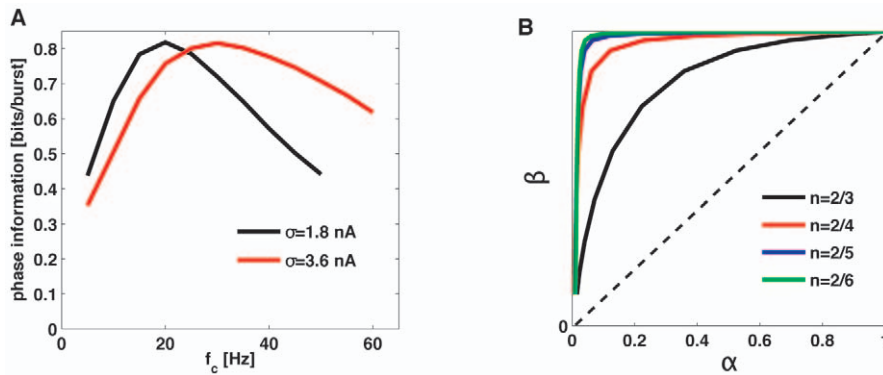 A
phase information [bits/burst]
0.8
0.7
0.6
0.5
0.4
0.3
0.2
0.1
0
0 20 40 60
f_c [Hz]
σ=1.8 nA
σ=3.6 nA
B
β
0
0 0.2 0.4 0.6 0.8 1
α
n=2/3
n=2/4
n=2/5
n=2/6